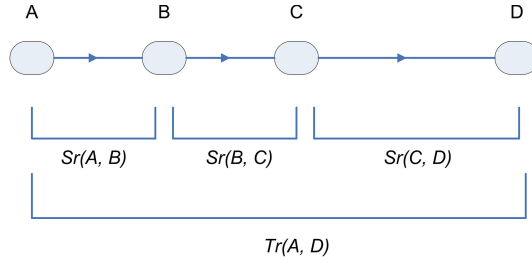 A B C D
Sr(A, B) Sr(B, C) Sr(C, D)
Tr(A, D)